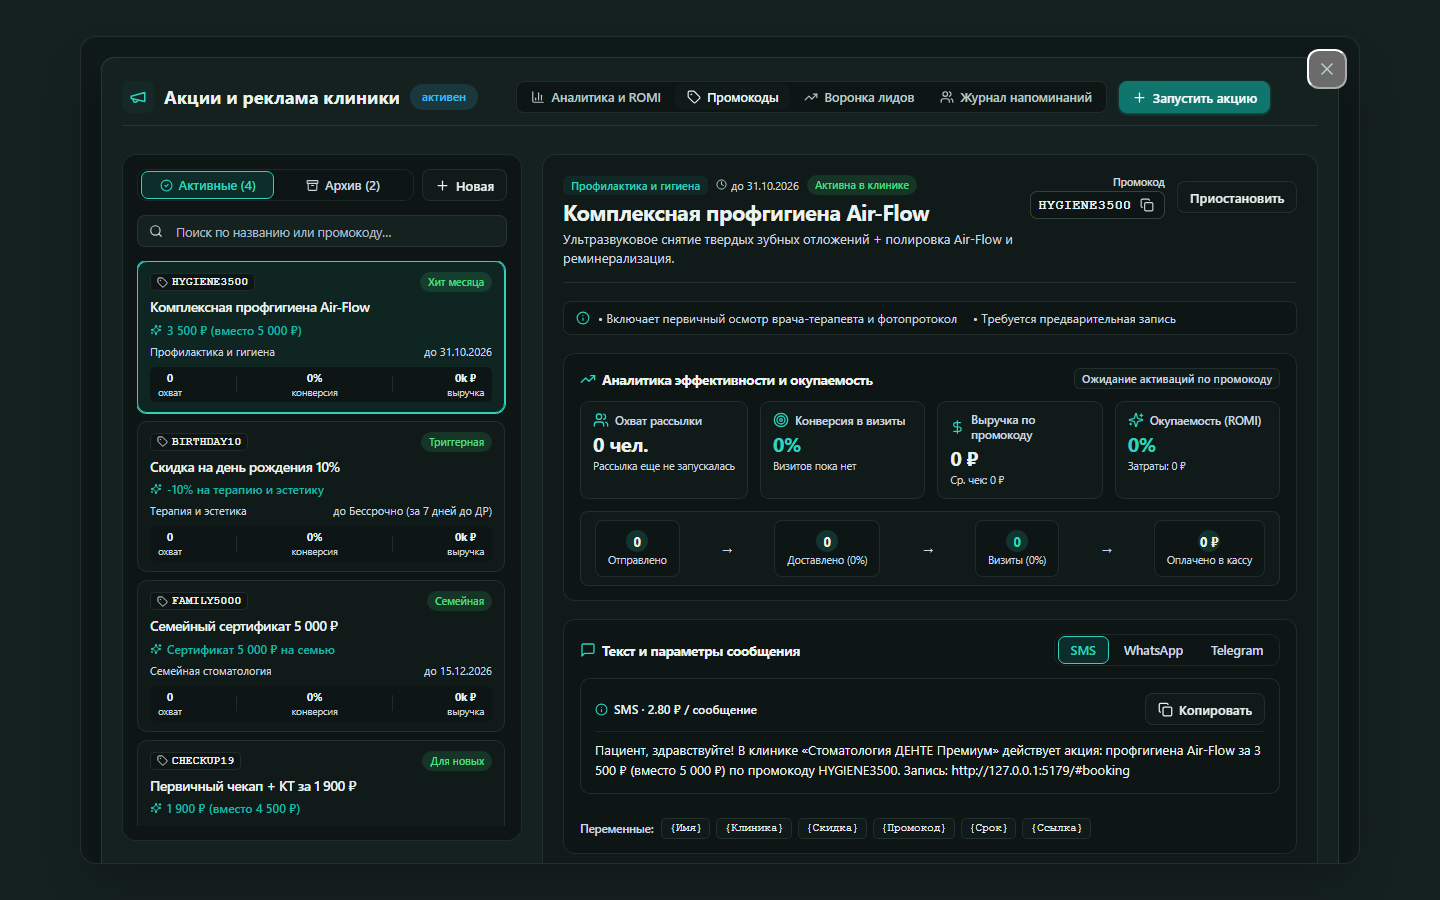 Акции и реклама клиники
активен
Аналитика и ROMI
Промокоды
Воронка лидов
Журнал напоминаний
Запустить акцию
Активные (4)
Архив (2)
Новая
Поиск по названию или промокоду...
HYGIENE3500
Хит месяца
Комплексная профгигиена Air-Flow
3 500 ₽ (вместо 5 000 ₽)
Профилактика и гигиена
до 31.10.2026
0
0%
0k ₽
охват
конверсия
выручка
BIRTHDAY10
Триггерная
Скидка на день рождения 10%
-10% на терапию и эстетику
Терапия и эстетика
до Бессрочно (за 7 дней до ДР)
0
0%
0k ₽
охват
конверсия
выручка
FAMILY5000
Семейная
Семейный сертификат 5 000 ₽
Сертификат 5 000 ₽ на семью
Семейная стоматология
до 15.12.2026
0
0%
0k ₽
охват
конверсия
выручка
CHECKUP19
Для новых
Первичный чекап + КТ за 1 900 ₽
1 900 ₽ (вместо 4 500 ₽)
Профилактика и гигиена
до 31.10.2026
Активна в клинике
Комплексная профгигиена Air-Flow
Ультразвуковое снятие твердых зубных отложений + полировка Air-Flow и
реминерализация.
Промокод
HYGIENE3500
Приостановить
• Включает первичный осмотр врача-терапевта и фотопротокол
• Требуется предварительная запись
Аналитика эффективности и окупаемость
Ожидание активаций по промокоду
Охват рассылки
0 чел.
Рассылка еще не запускалась
Конверсия в визиты
0%
Визитов пока нет
Выручка по
промокоду
0 ₽
Ср. чек: 0 ₽
Окупаемость (ROMI)
0%
Затраты: 0 ₽
0
Отправлено
→
0
Доставлено (0%)
→
0
Визиты (0%)
→
0 ₽
Оплачено в кассу
Текст и параметры сообщения
SMS
WhatsApp
Telegram
SMS · 2.80 ₽ / сообщение
Копировать
Пациент, здравствуйте! В клинике «Стоматология ДЕНТЕ Премиум» действует акция: профгигиена Air-Flow за 3
500 ₽ (вместо 5 000 ₽) по промокоду HYGIENE3500. Запись: http://127.0.0.1:5179/#booking
Переменные:
{Имя}
{Клиника}
{Скидка}
{Промокод}
{Срок}
{Ссылка}